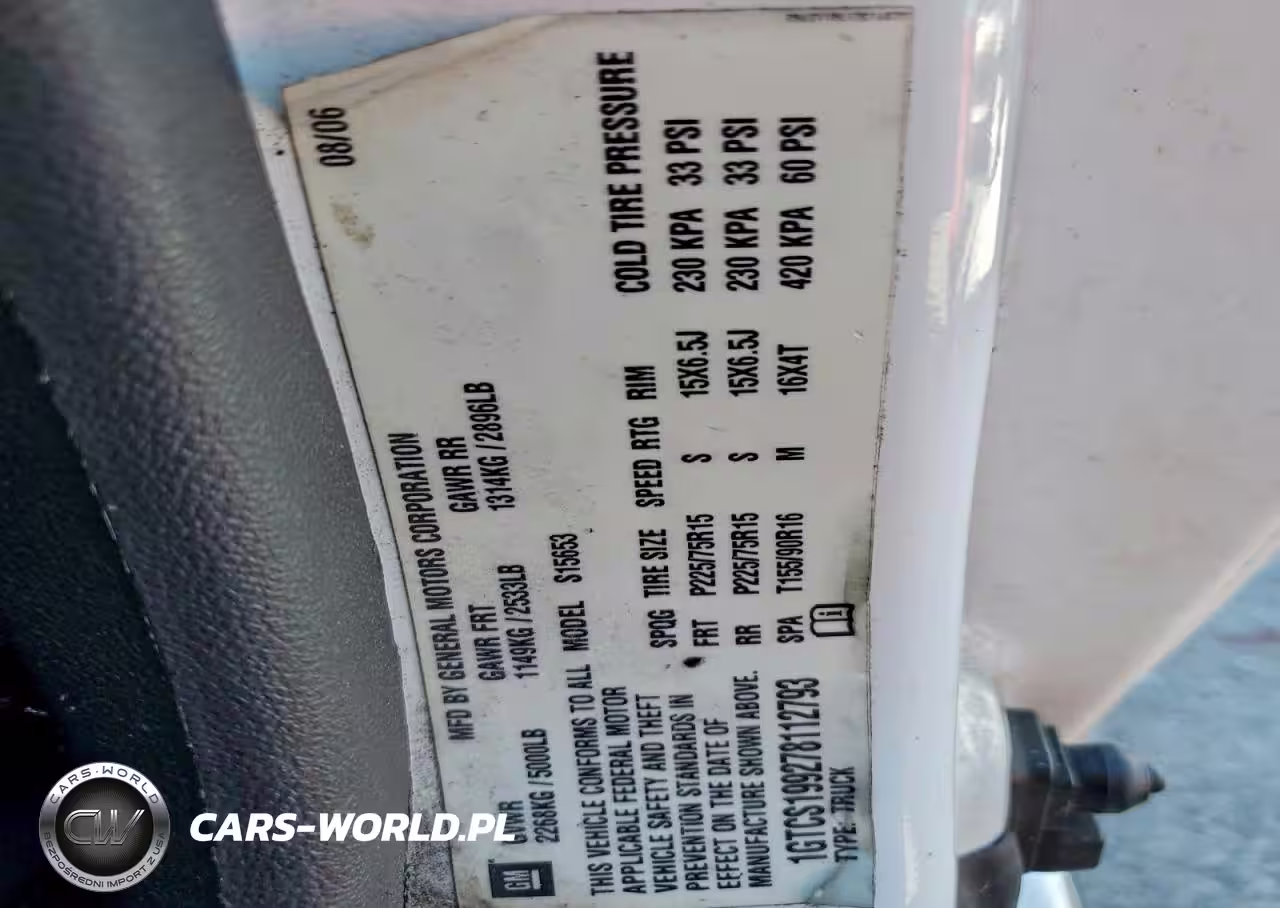 08/06
MFD BY GENERAL MOTORS CORPORATION
GVWR GAWR FRT GAWR RR
2268KG / 5000LB 1149KG / 2533LB 1314KG / 2896LB
THIS VEHICLE CONFORMS TO ALL MODEL S15653
APPLICABLE FEDERAL MOTOR
VEHICLE SAFETY AND THEFT
PREVENTION STANDARDS IN
EFFECT ON THE DATE OF
MANUFACTURE SHOWN ABOVE.
SPQG TIRE SIZE SPEED RTG RIM COLD TIRE PRESSURE
FRT P225/75R15 S 15X6.5J 230 KPA 33 PSI
RR P225/75R15 S 15X6.5J 230 KPA 33 PSI
SPA T155/90R16 M 16X4T 420 KPA 60 PSI
1GTCS199278112793
TYPE: TRUCK
GM
CARS-WORLD
CW
BEZPOŚREDNI IMPORT Z USA
CARS-WORLD.PL